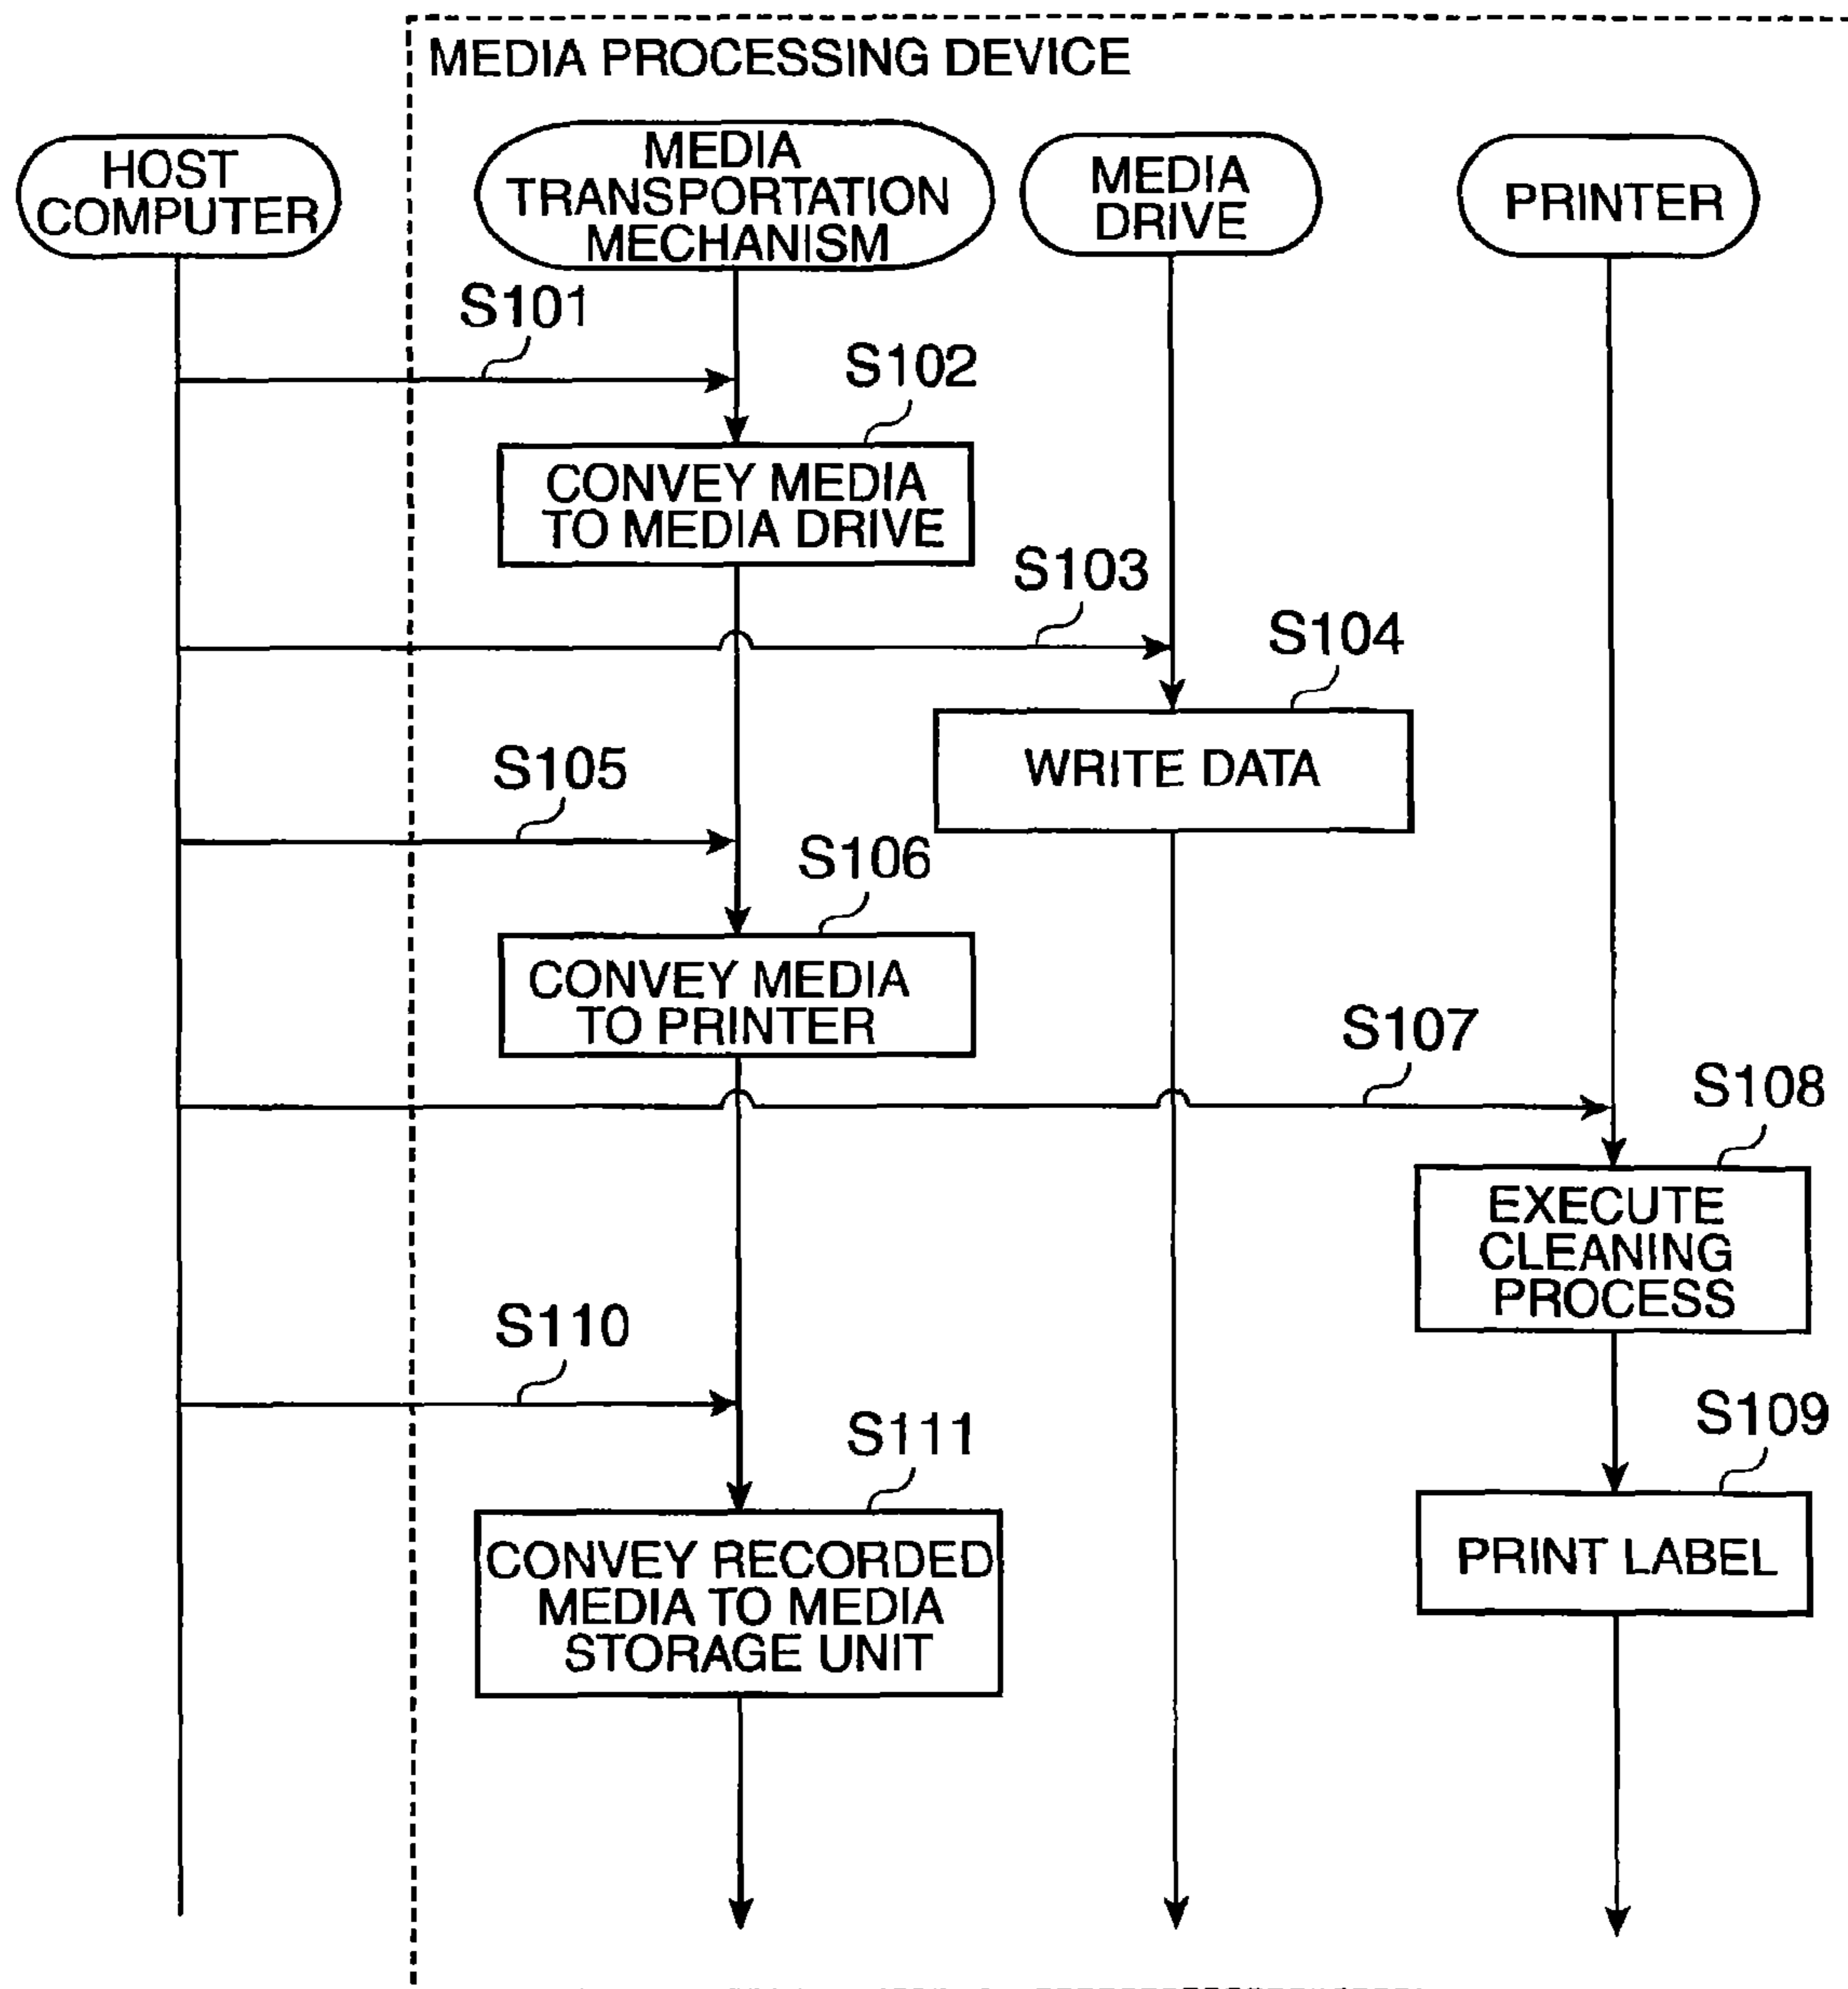 MEDIA PROCESSING DEVICE
HOST
COMPUTER
MEDIA
TRANSPORTATION
MECHANISM
MEDIA
DRIVE
PRINTER
S101
S102
CONVEY MEDIA
TO MEDIA DRIVE
S103
S104
WRITE DATA
S105
S106
CONVEY MEDIA
TO PRINTER
S107
S108
EXECUTE
CLEANING
PROCESS
S110
S109
S111
PRINT LABEL
CONVEY RECORDED
MEDIA TO MEDIA
STORAGE UNIT